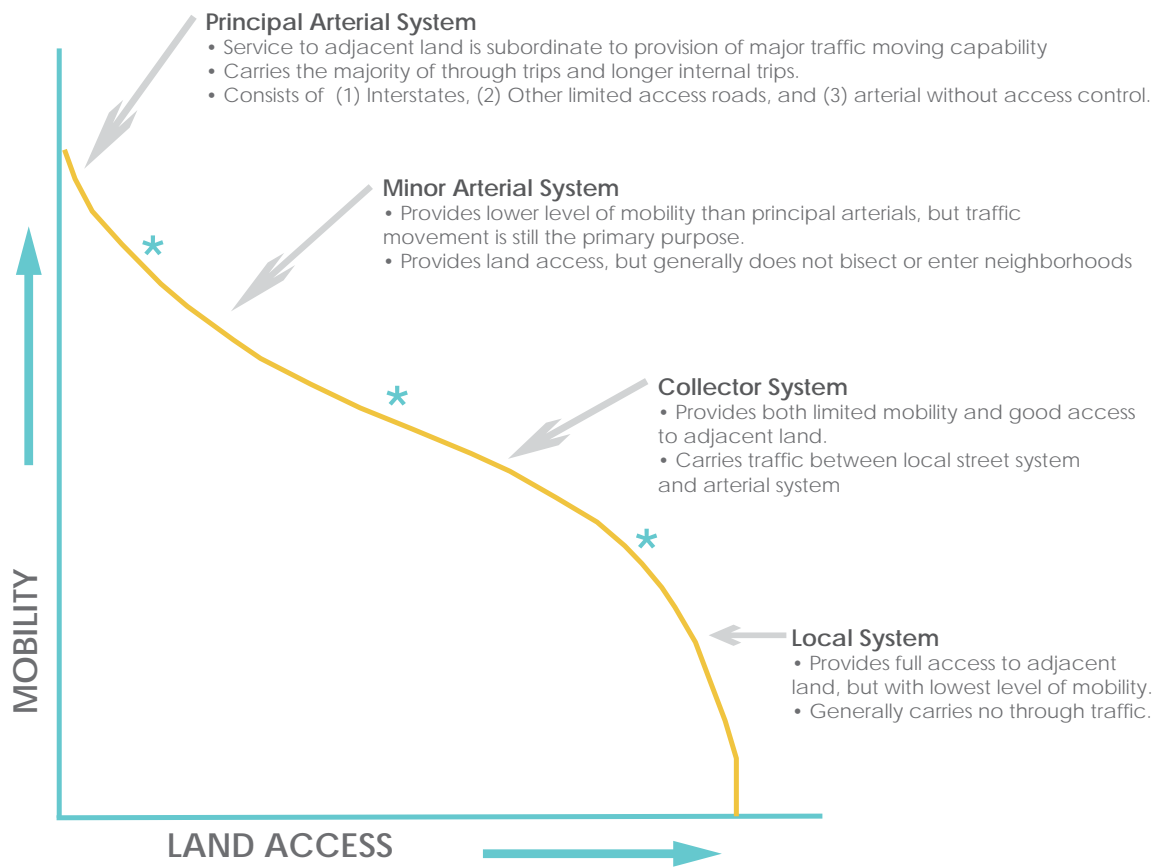 Principal Arterial System
• Service to adjacent land is subordinate to provision of major traffic moving capability
• Carries the majority of through trips and longer internal trips.
• Consists of  (1) Interstates, (2) Other limited access roads, and (3) arterial without access control.
Minor Arterial System
• Provides lower level of mobility than principal arterials, but traffic
movement is still the primary purpose.
• Provides land access, but generally does not bisect or enter neighborhoods
*
*
Collector System
• Provides both limited mobility and good access
to adjacent land.
• Carries traffic between local street system
and arterial system
*
Local System
• Provides full access to adjacent
land, but with lowest level of mobility.
• Generally carries no through traffic.
MOBILITY
LAND ACCESS